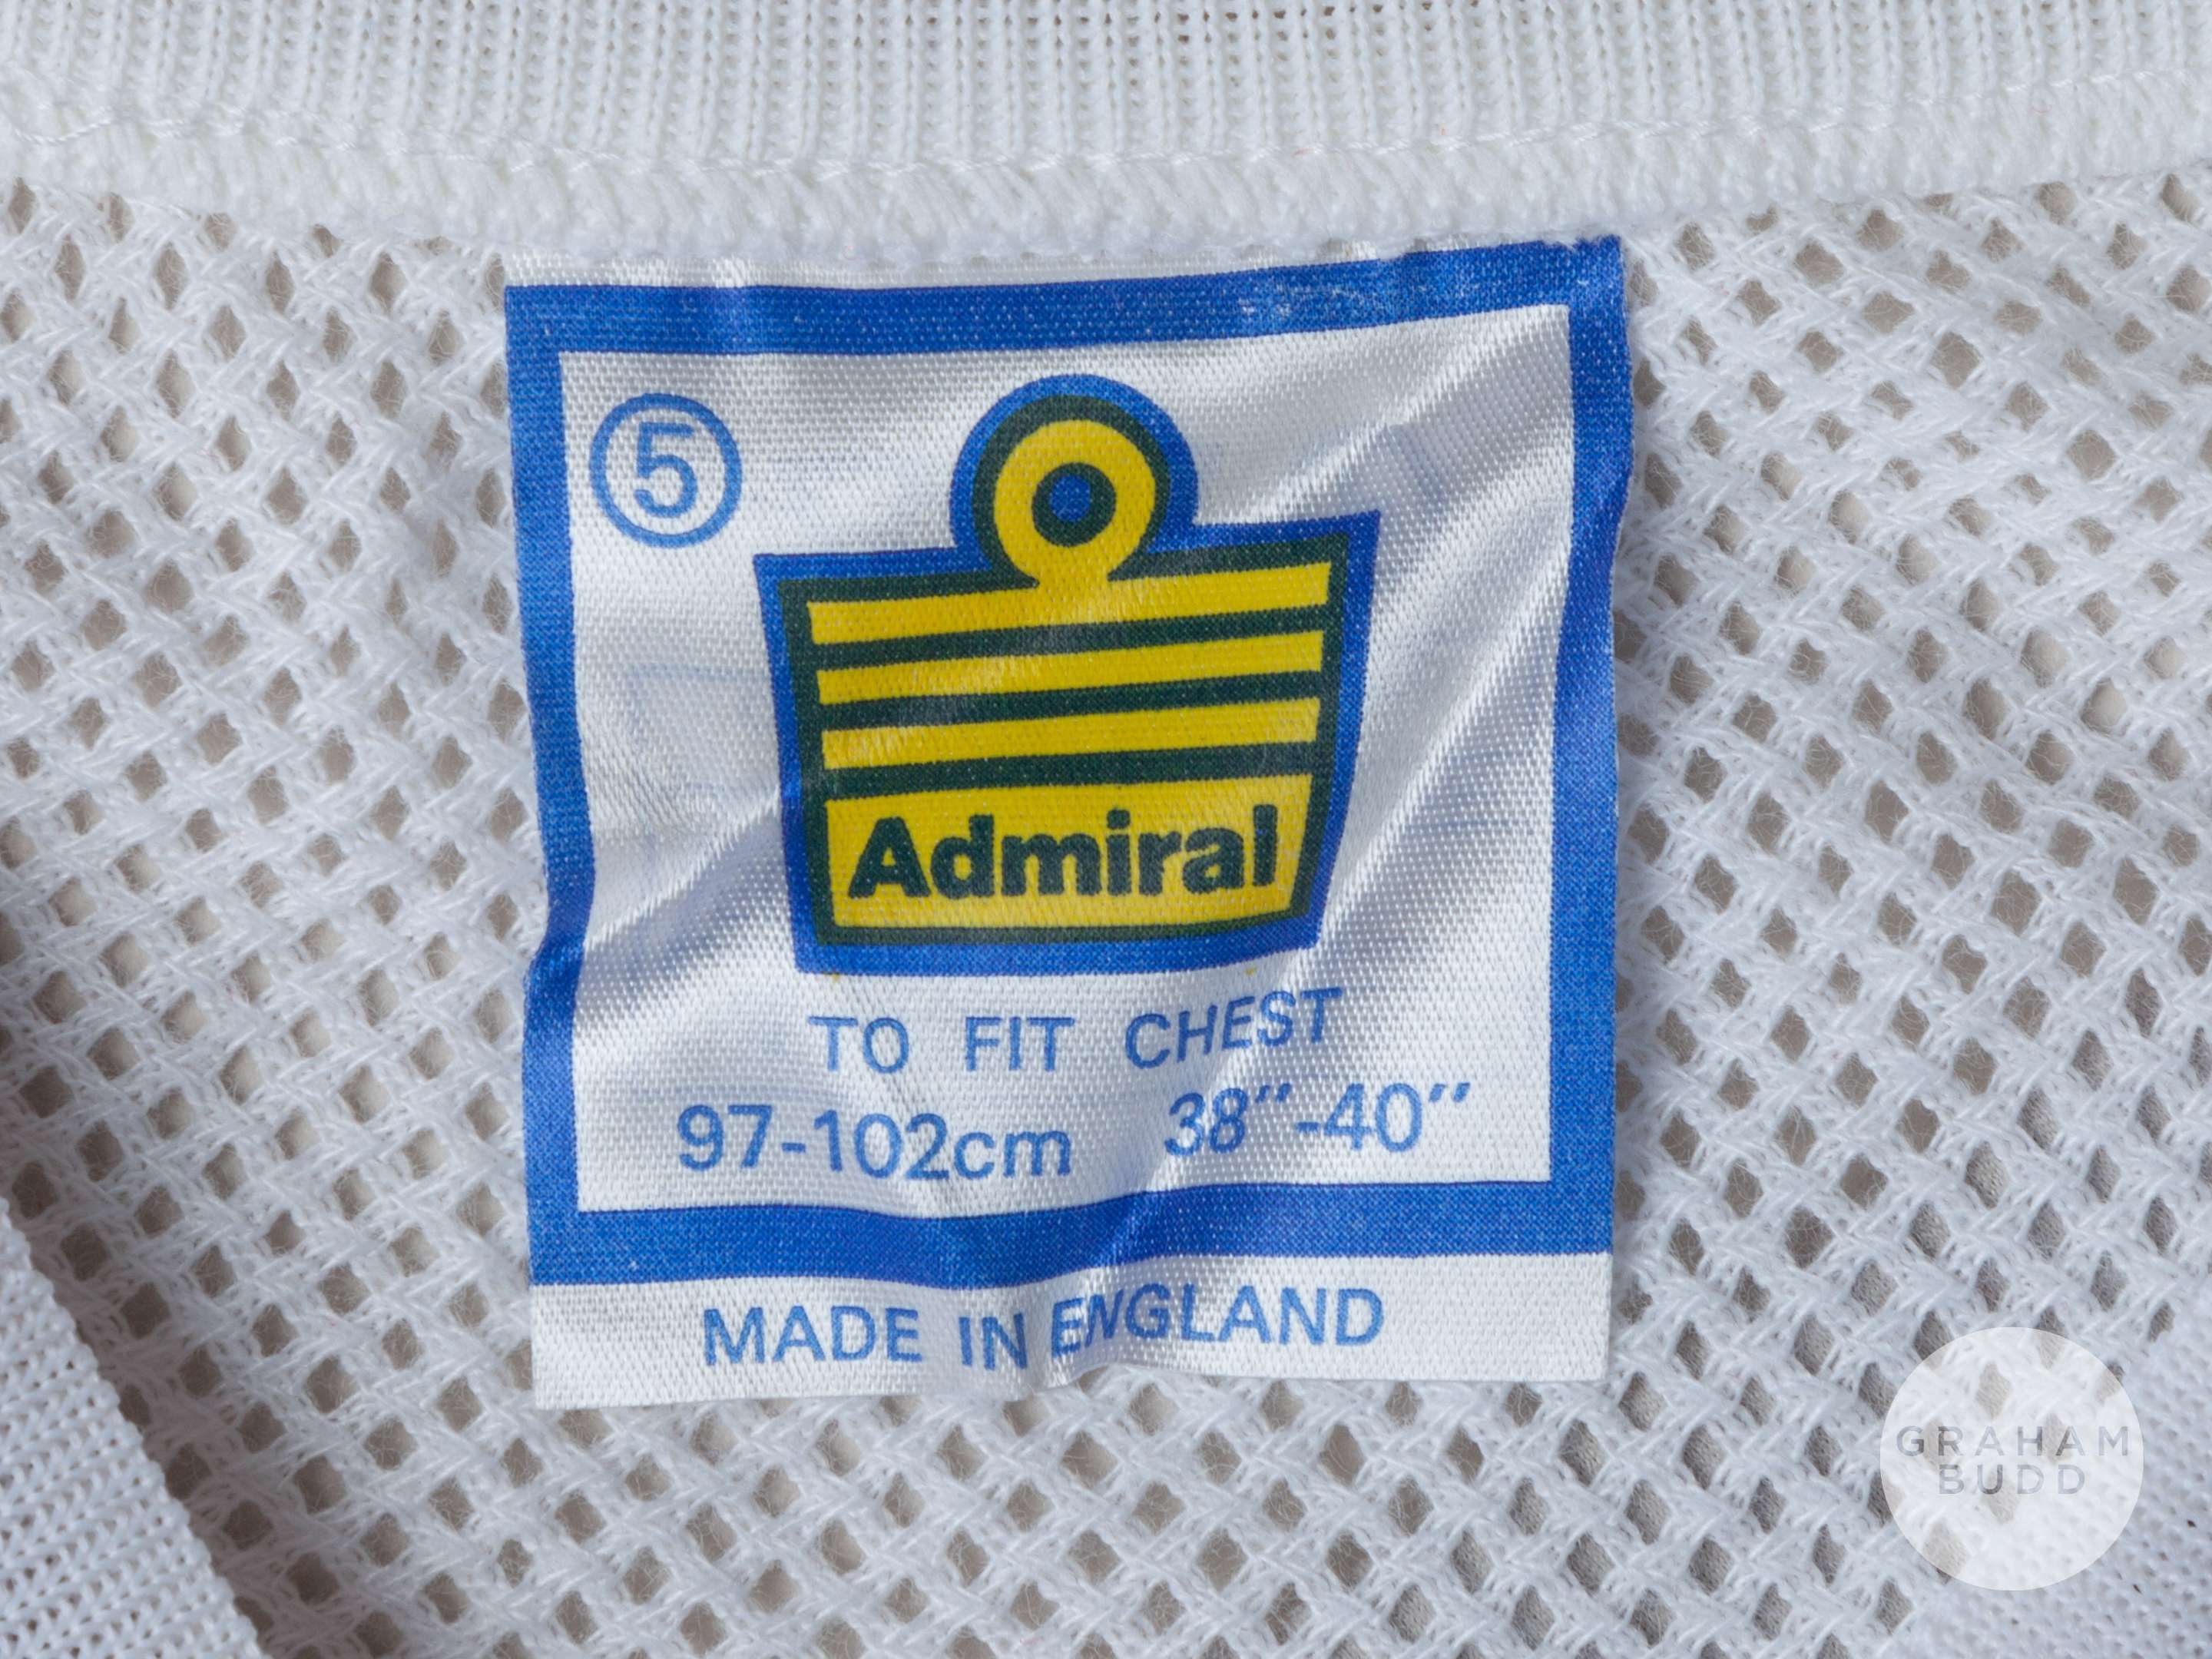 5
Admiral
TO FIT CHEST
97-102cm 38"-40"
MADE IN ENGLAND
GRAHAM
BUDD